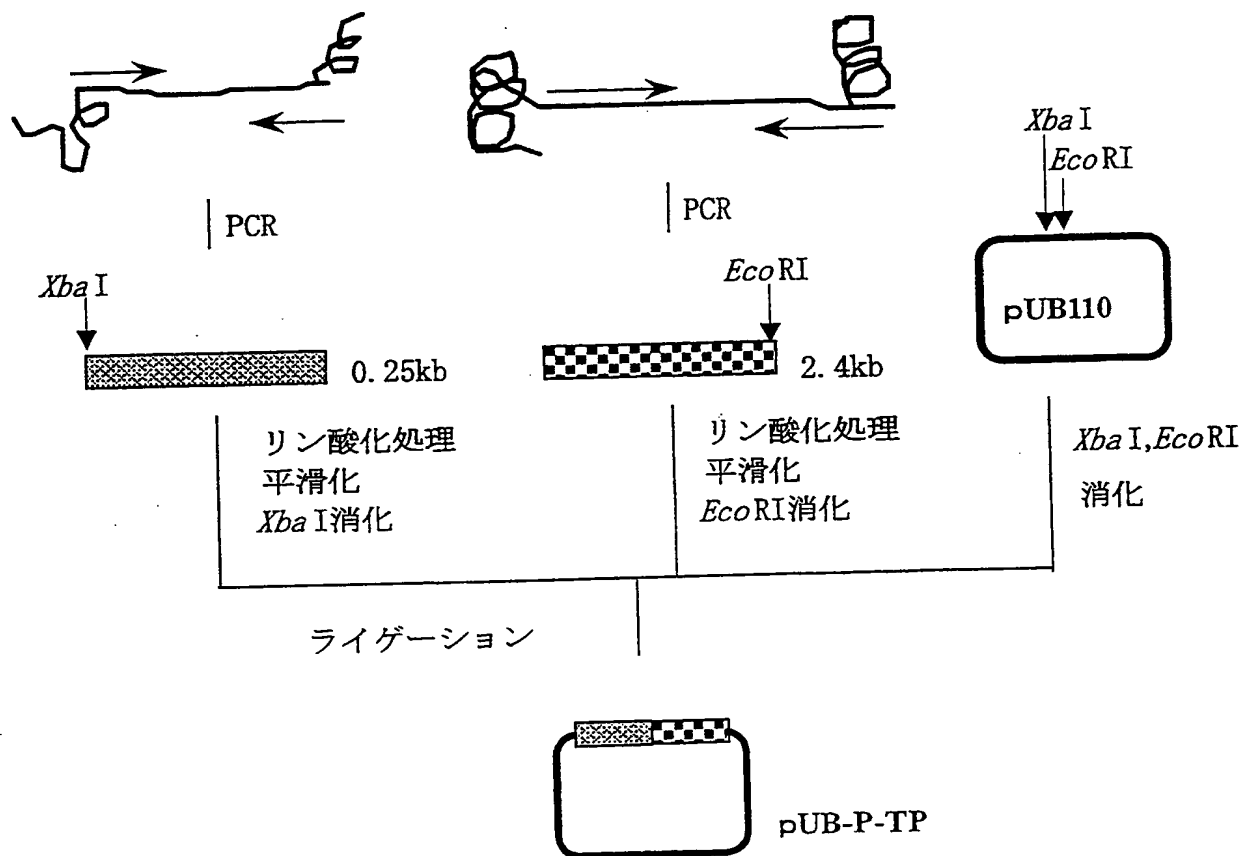 XbaI
EcoRI
PCR
PCR
XbaI
EcoRI
pUB110
0.25kb
2.4kb
リン酸化処理
平滑化
XbaI消化
リン酸化処理
平滑化
EcoRI消化
XbaI,EcoRI
消化
ライゲーション
pUB-P-TP